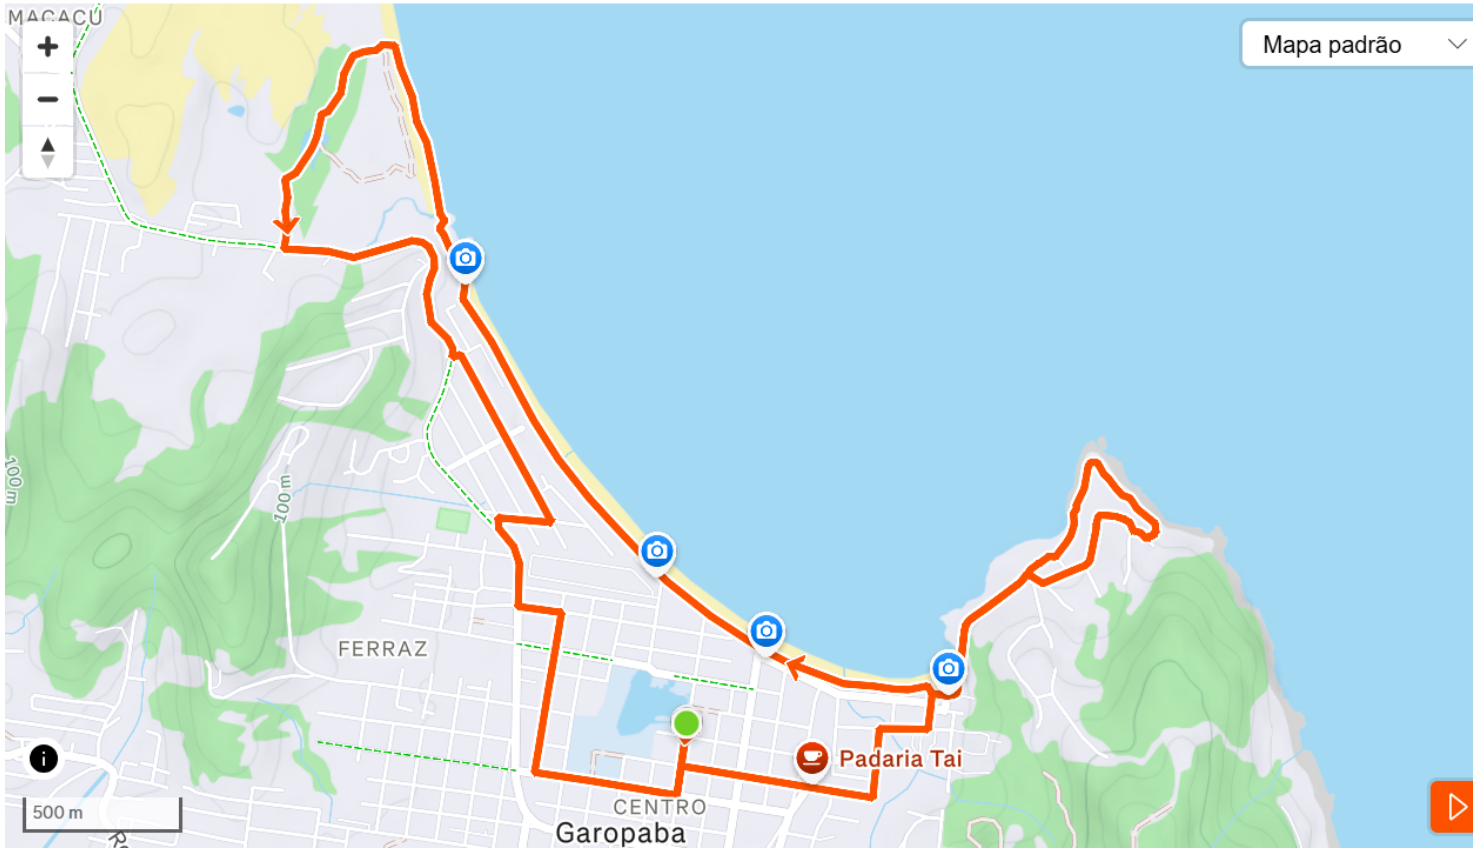 MACACU
Mapa padrão
100 m
100 m
FERRAZ
Padaria Tai
500 m
CENTRO
Garopaba